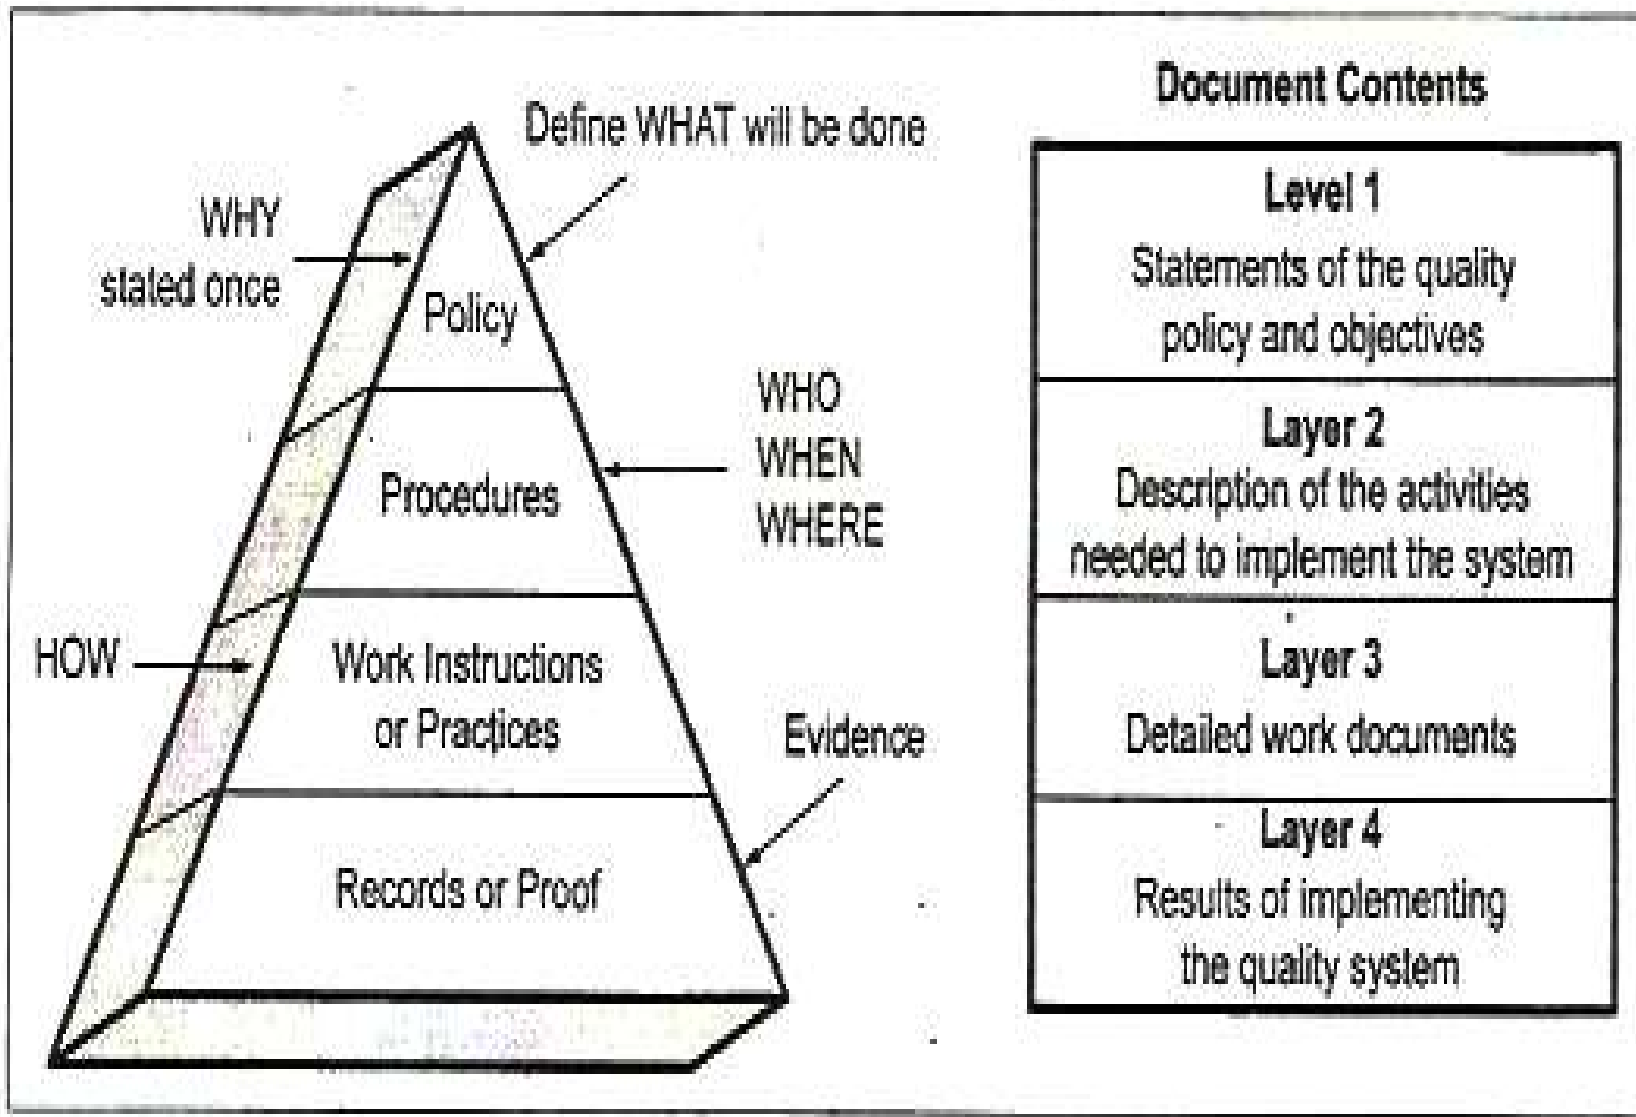 Define WHAT will be done
WHY
stated once
Policy
WHO
WHEN
WHERE
Procedures
HOW
Work Instructions
or Practices
Evidence
Records or Proof
Document Contents
Level 1
Statements of the quality
policy and objectives
Layer 2
Description of the activities
needed to implement the system
Layer 3
Detailed work documents
Layer 4
Results of implementing
the quality system